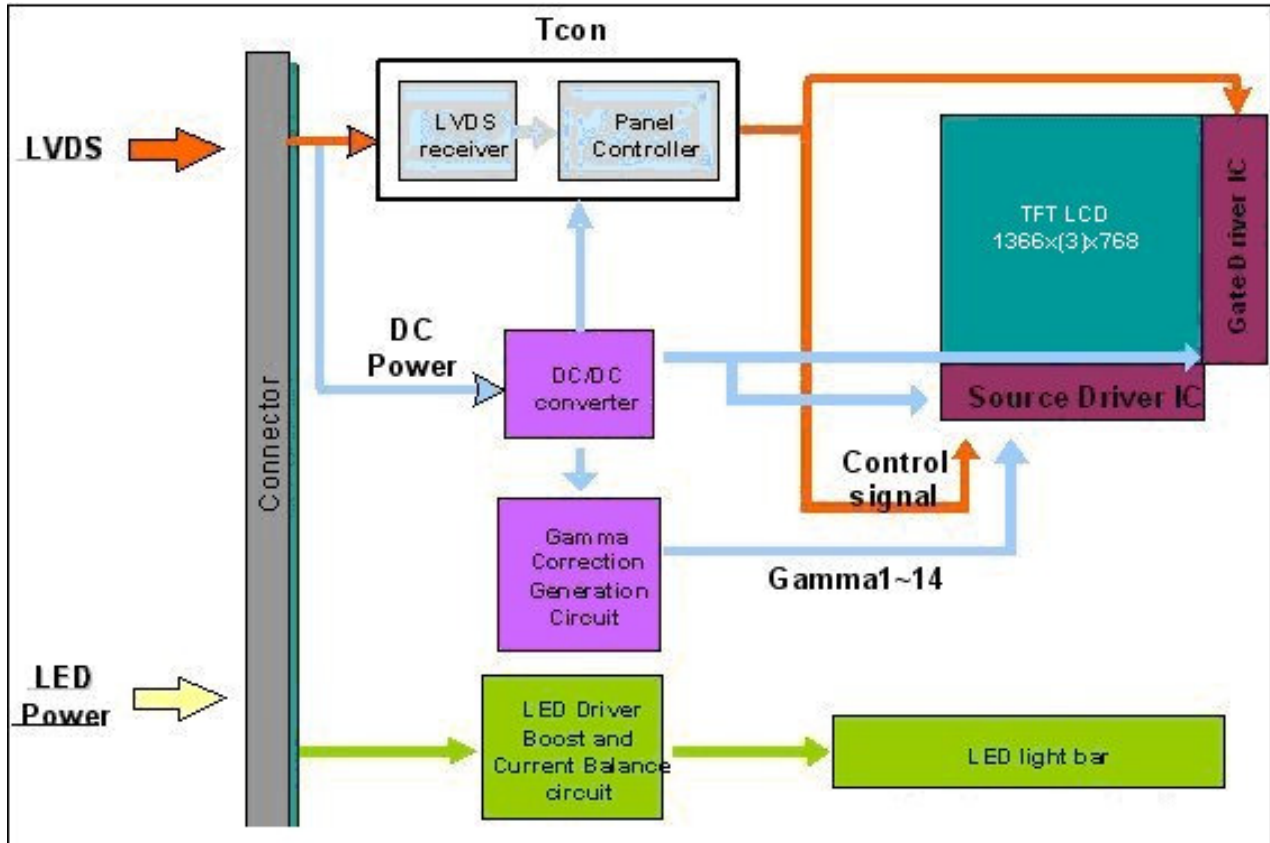 Tcon
LVDS
LVDS
receiver
Panel
Controller
TFT LCD
1366x(3)x768
Gate Driver IC
DC
Power
DC/DC
converter
Source Driver IC
Connector
Control
signal
Gamma
Correction
Generation
Circuit
Gamma1~14
LED
Power
LED Driver
Boost and
Current Balance
circuit
LED light bar